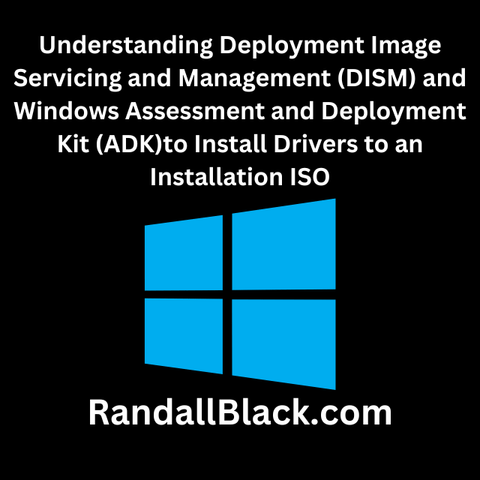 Understanding Deployment Image
Servicing and Management (DISM) and
Windows Assessment and Deployment
Kit (ADK)to Install Drivers to an
Installation ISO
RandallBlack.com